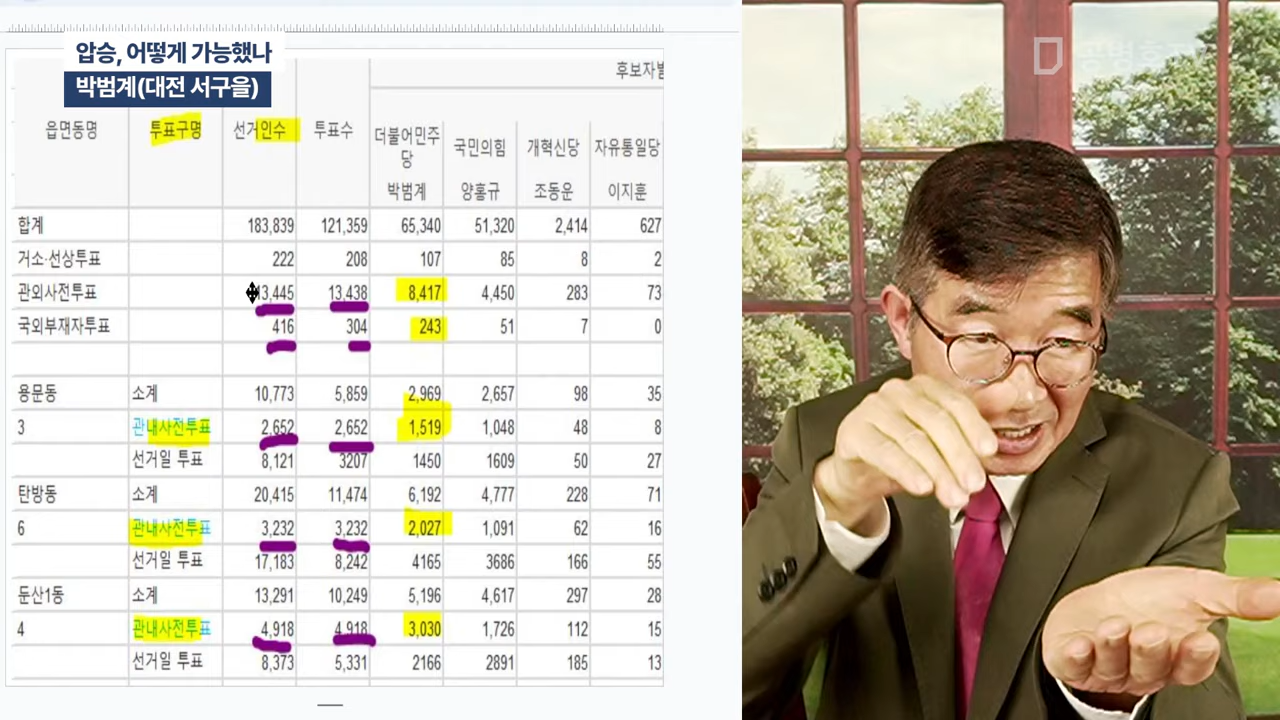 압승, 어떻게 가능했나
박범계(대전 서구을)
후보자별
읍면동명 투표구명 선거인수 투표수 더불어민주당 박범계 국민의힘 양홍규 개혁신당 조동운 자유통일당 이지훈
합계 183,839 121,359 65,340 51,320 2,414 627
거소·선상투표 222 208 107 85 8 2
관외사전투표 13,445 13,438 8,417 4,450 283 73
국외부재자투표 416 304 243 51 7 0
용문동 소계 10,773 5,859 2,969 2,657 98 35
3 관내사전투표 2,652 2,652 1,519 1,048 48 8
선거일 투표 8,121 3207 1450 1609 50 27
탄방동 소계 20,415 11,474 6,192 4,777 228 71
6 관내사전투표 3,232 3,232 2,027 1,091 62 16
선거일 투표 17,183 8,242 4165 3686 166 55
둔산1동 소계 13,291 10,249 5,196 4,617 297 28
4 관내사전투표 4,918 4,918 3,030 1,726 112 15
선거일 투표 8,373 5,331 2166 2891 185 13